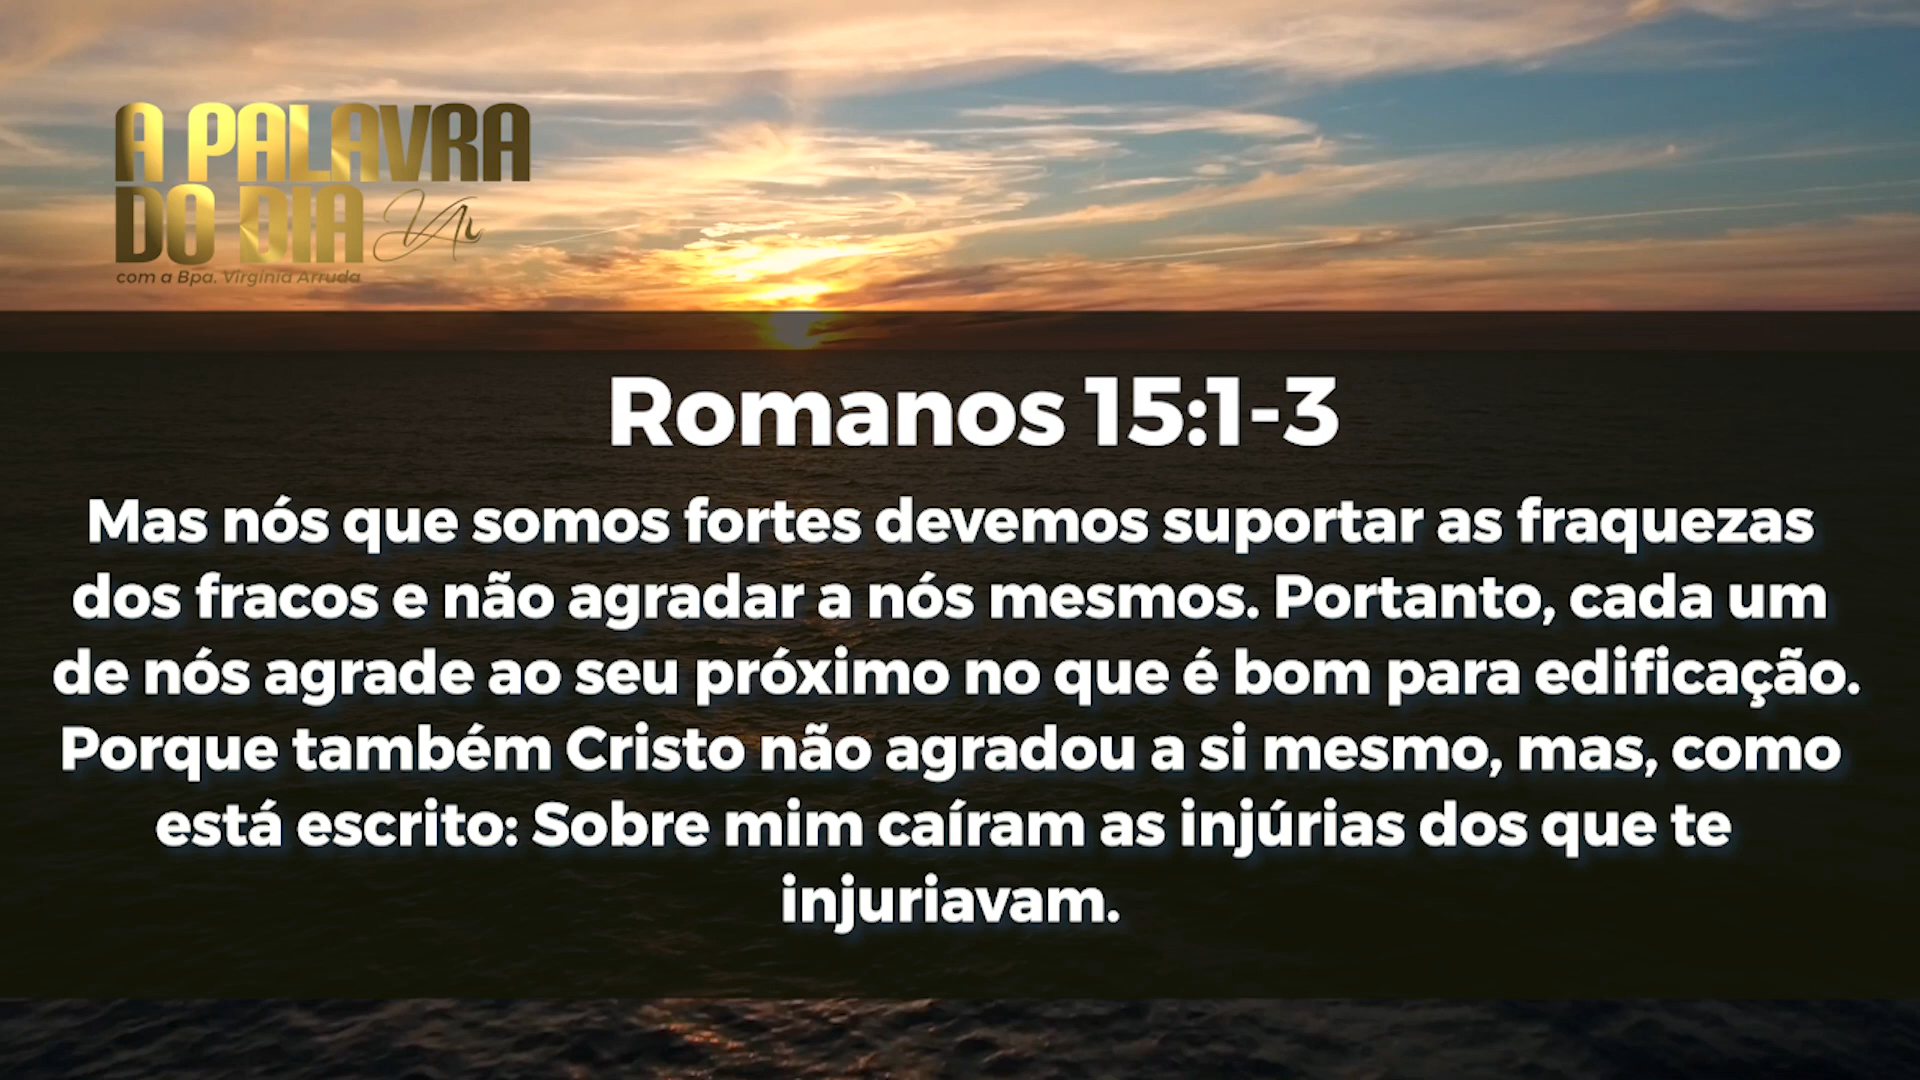 A PALAVRA
DO DIA VAr
com a Bpa. Virgínia Arruda
Romanos 15:1-3
Mas nós que somos fortes devemos suportar as fraquezas
dos fracos e não agradar a nós mesmos. Portanto, cada um
de nós agrade ao seu próximo no que é bom para edificação.
Porque também Cristo não agradou a si mesmo, mas, como
está escrito: Sobre mim caíram as injúrias dos que te
injuriavam.